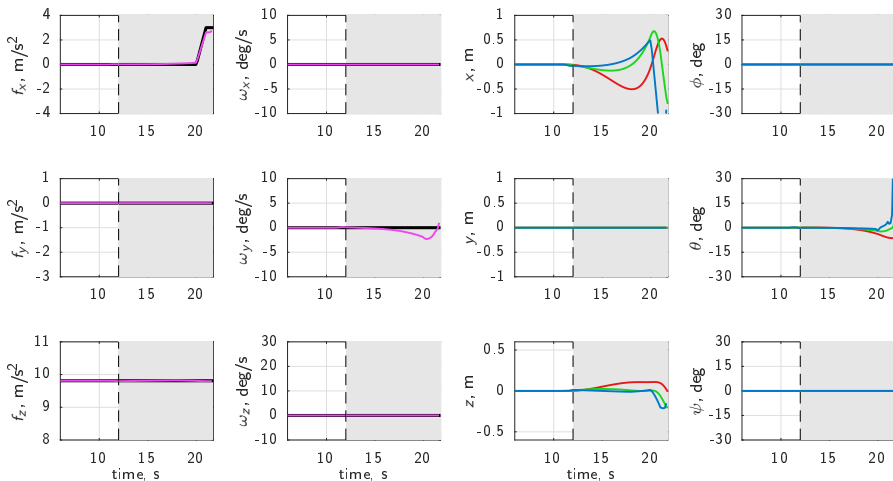 f_x, m/s²
4
2
0
-2
-4
10 15 20
ω_x, deg/s
10
5
0
-5
-10
10 15 20
x, m
1
0.5
0
-0.5
-1
10 15 20
ϕ, deg
30
15
0
-15
-30
10 15 20
f_y, m/s²
1
0
-1
-2
-3
10 15 20
ω_y, deg/s
10
5
0
-5
-10
10 15 20
y, m
1
0.5
0
-0.5
-1
10 15 20
θ, deg
30
15
0
-15
-30
10 15 20
f_z, m/s²
11
10
9
8
10 15 20
time, s
ω_z, deg/s
30
20
10
0
-10
10 15 20
time, s
z, m
0.5
0
-0.5
10 15 20
time, s
ψ, deg
30
15
0
-15
-30
10 15 20
time, s